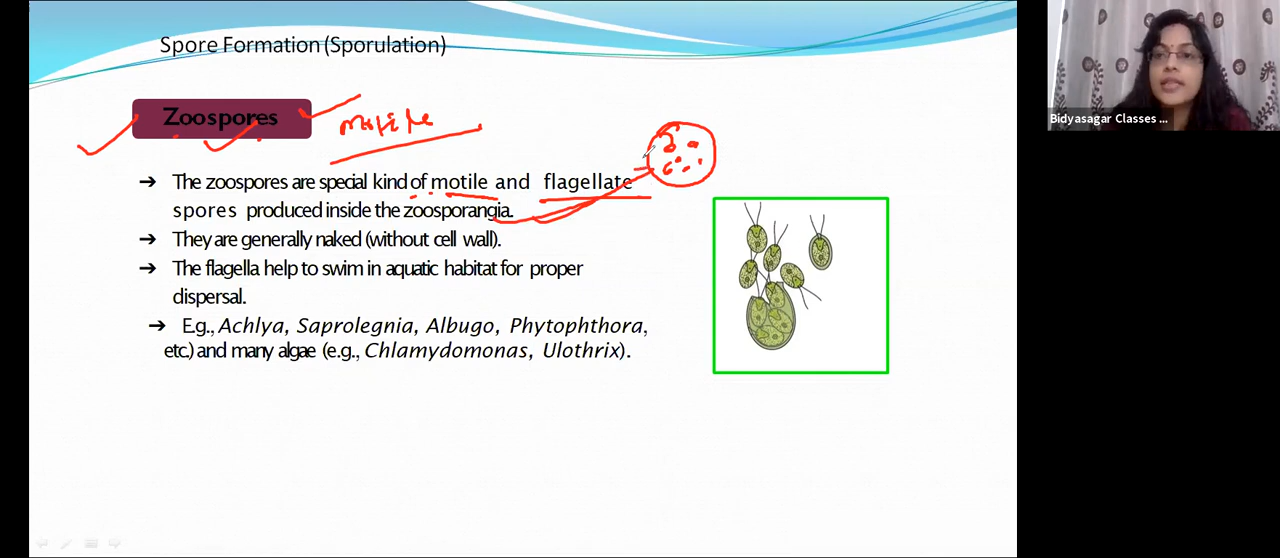 Spore Formation (Sporulation)
Zoospores
motile
→ The zoospores are special kind of motile and flagellate
spores produced inside the zoosporangia.
→ They are generally naked (without cell wall).
→ The flagella help to swim in aquatic habitat for proper
dispersal.
→ E.g., Achlya, Saprolegnia, Albugo, Phytophthora,
etc.) and many algae (e.g., Chlamydomonas, Ulothrix).
Bidyasagar Classes ...